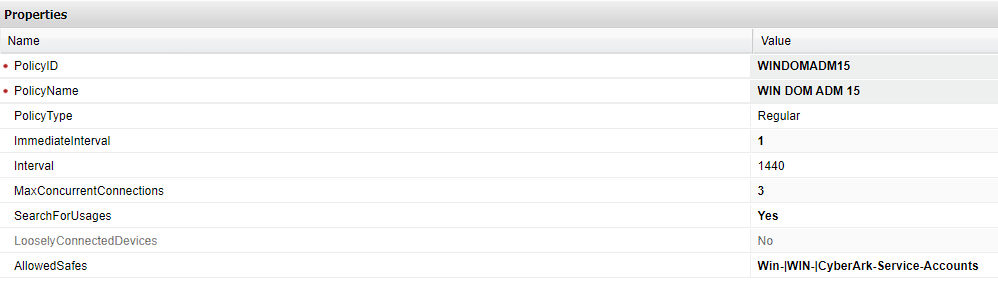 Properties
Name Value
PolicyID WINDOMADM15
PolicyName WIN DOM ADM 15
PolicyType Regular
ImmediateInterval 1
Interval 1440
MaxConcurrentConnections 3
SearchForUsages Yes
LooselyConnectedDevices No
AllowedSafes Win-|WIN-|CyberArk-Service-Accounts